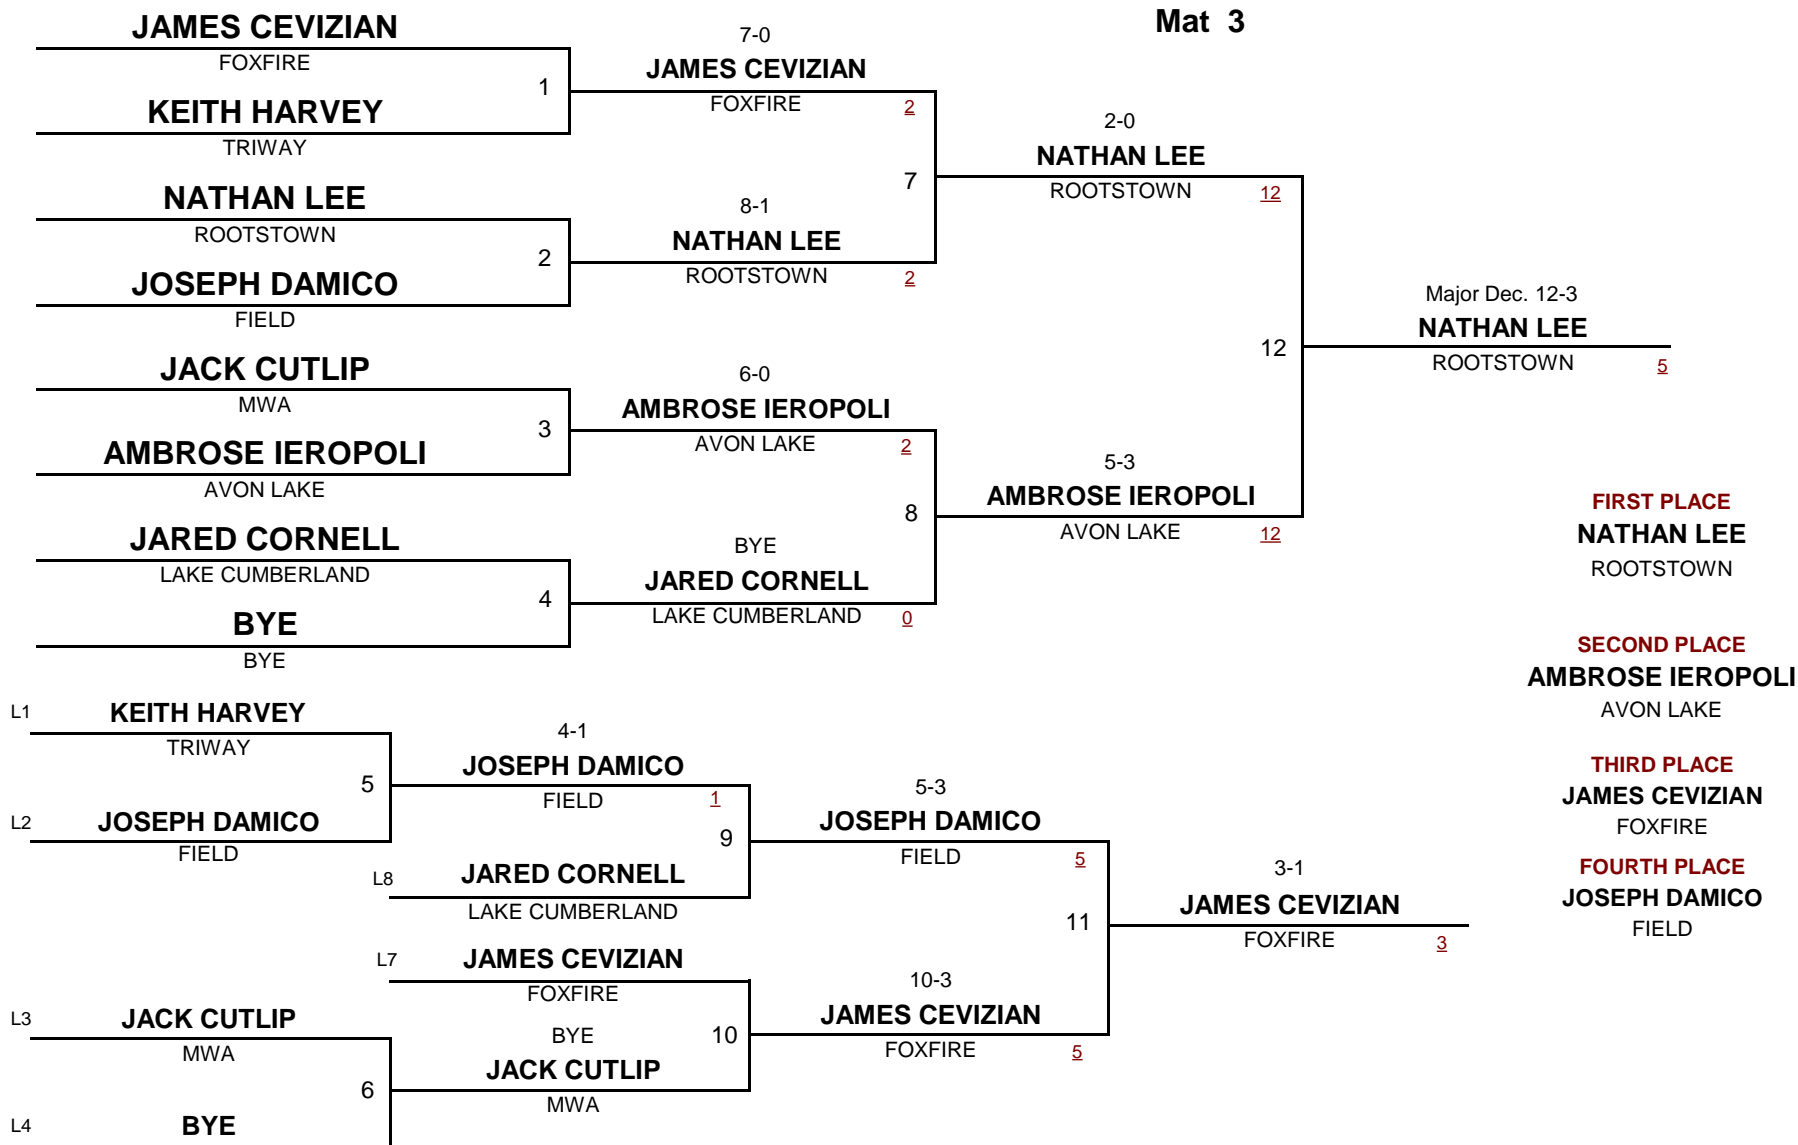 Mat 3
JAMES CEVIZIAN
FOXFIRE
1
KEITH HARVEY
TRIWAY
NATHAN LEE
ROOTSTOWN
2
JOSEPH DAMICO
FIELD
JACK CUTLIP
MWA
3
AMBROSE IEROPOLI
AVON LAKE
JARED CORNELL
LAKE CUMBERLAND
4
BYE
BYE
7-0
JAMES CEVIZIAN
FOXFIRE 2
7
8-1
NATHAN LEE
ROOTSTOWN 2
6-0
AMBROSE IEROPOLI
AVON LAKE 2
8
BYE
JARED CORNELL
LAKE CUMBERLAND 0
2-0
NATHAN LEE
ROOTSTOWN 12
12
5-3
AMBROSE IEROPOLI
AVON LAKE 12
Major Dec. 12-3
NATHAN LEE
ROOTSTOWN 5
FIRST PLACE
NATHAN LEE
ROOTSTOWN
SECOND PLACE
AMBROSE IEROPOLI
AVON LAKE
THIRD PLACE
JAMES CEVIZIAN
FOXFIRE
FOURTH PLACE
JOSEPH DAMICO
FIELD
L1 KEITH HARVEY
TRIWAY
5
L2 JOSEPH DAMICO
FIELD
L3 JACK CUTLIP
MWA
6
L4 BYE
4-1
JOSEPH DAMICO
FIELD 1
9
L8 JARED CORNELL
LAKE CUMBERLAND
L7 JAMES CEVIZIAN
FOXFIRE
BYE 10
JACK CUTLIP
MWA
5-3
JOSEPH DAMICO
FIELD 5
11
10-3
JAMES CEVIZIAN
FOXFIRE 5
3-1
JAMES CEVIZIAN
FOXFIRE 3